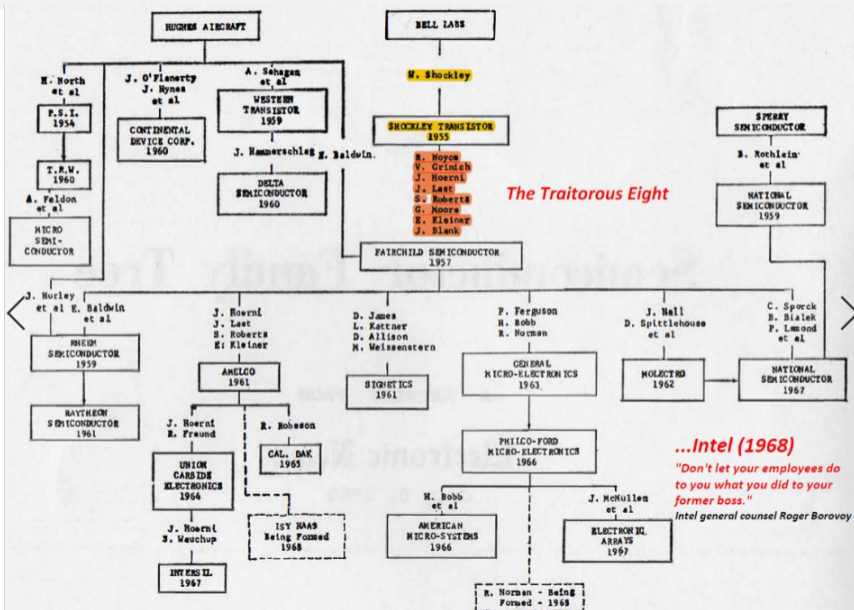 HUGHES AIRCRAFT
BELL LABS
H. North
et al
P.S.I.
1954
T.R.W.
1960
A. Feldon
et al
MICRO
SEMI-
CONDUCTOR
J. O'Flanerty
J. Hynes
et al
CONTINENTAL
DEVICE CORP.
1960
A. Sehagan
et al
WESTERN
TRANSISTOR
1959
J. Hammerschlag
DELTA
SEMICONDUCTOR
1960
E. Baldwin.
W. Shockley
SHOCKLEY TRANSISTOR
1955
R. Noyce
V. Grinich
J. Hoerni
J. Last
S. Roberts
G. Moore
E. Kleiner
J. Blank
The Traitorous Eight
FAIRCHILD SEMICONDUCTOR
1957
SPERRY
SEMICONDUCTOR
B. Rothlein
et al
NATIONAL
SEMICONDUCTOR
1959
Semiconductor Family Tree
J. Hurley
et al
E. Baldwin
et al
RHEEM
SEMICONDUCTOR
1959
RAYTHEON
SEMICONDUCTOR
1961
J. Hoerni
J. Last
S. Roberts
E. Kleiner
AMELCO
1961
J. Hoerni
R. Freund
UNION
CARBIDE
ELECTRONICS
1964
J. Hoerni
S. Wauchup
INTERSIL
1967
R. Robeson
CAL. DAK
1965
ISY HAAS
Being Formed
1968
D. James
L. Kattner
D. Allison
M. Weissenstern
SIGNETICS
1961
P. Ferguson
H. Bobb
R. Norman
GENERAL
MICRO-ELECTRONICS
1963
PHILCO-FORD
MICRO-ELECTRONICS
1966
H. Bobb
et al
AMERICAN
MICRO-SYSTEMS
1966
J. McMullen
et al
ELECTRONIC
ARRAYS
1967
R. Norman - Being
Formed - 1968
J. Nall
D. Spittlehouse
et al
MOLECTRO
1962
C. Sporck
B. Bialek
P. Lamond
et al
NATIONAL
SEMICONDUCTOR
1967
Electronic News
...Intel (1968)
"Don't let your employees do
to you what you did to your
former boss."
Intel general counsel Roger Borovoy